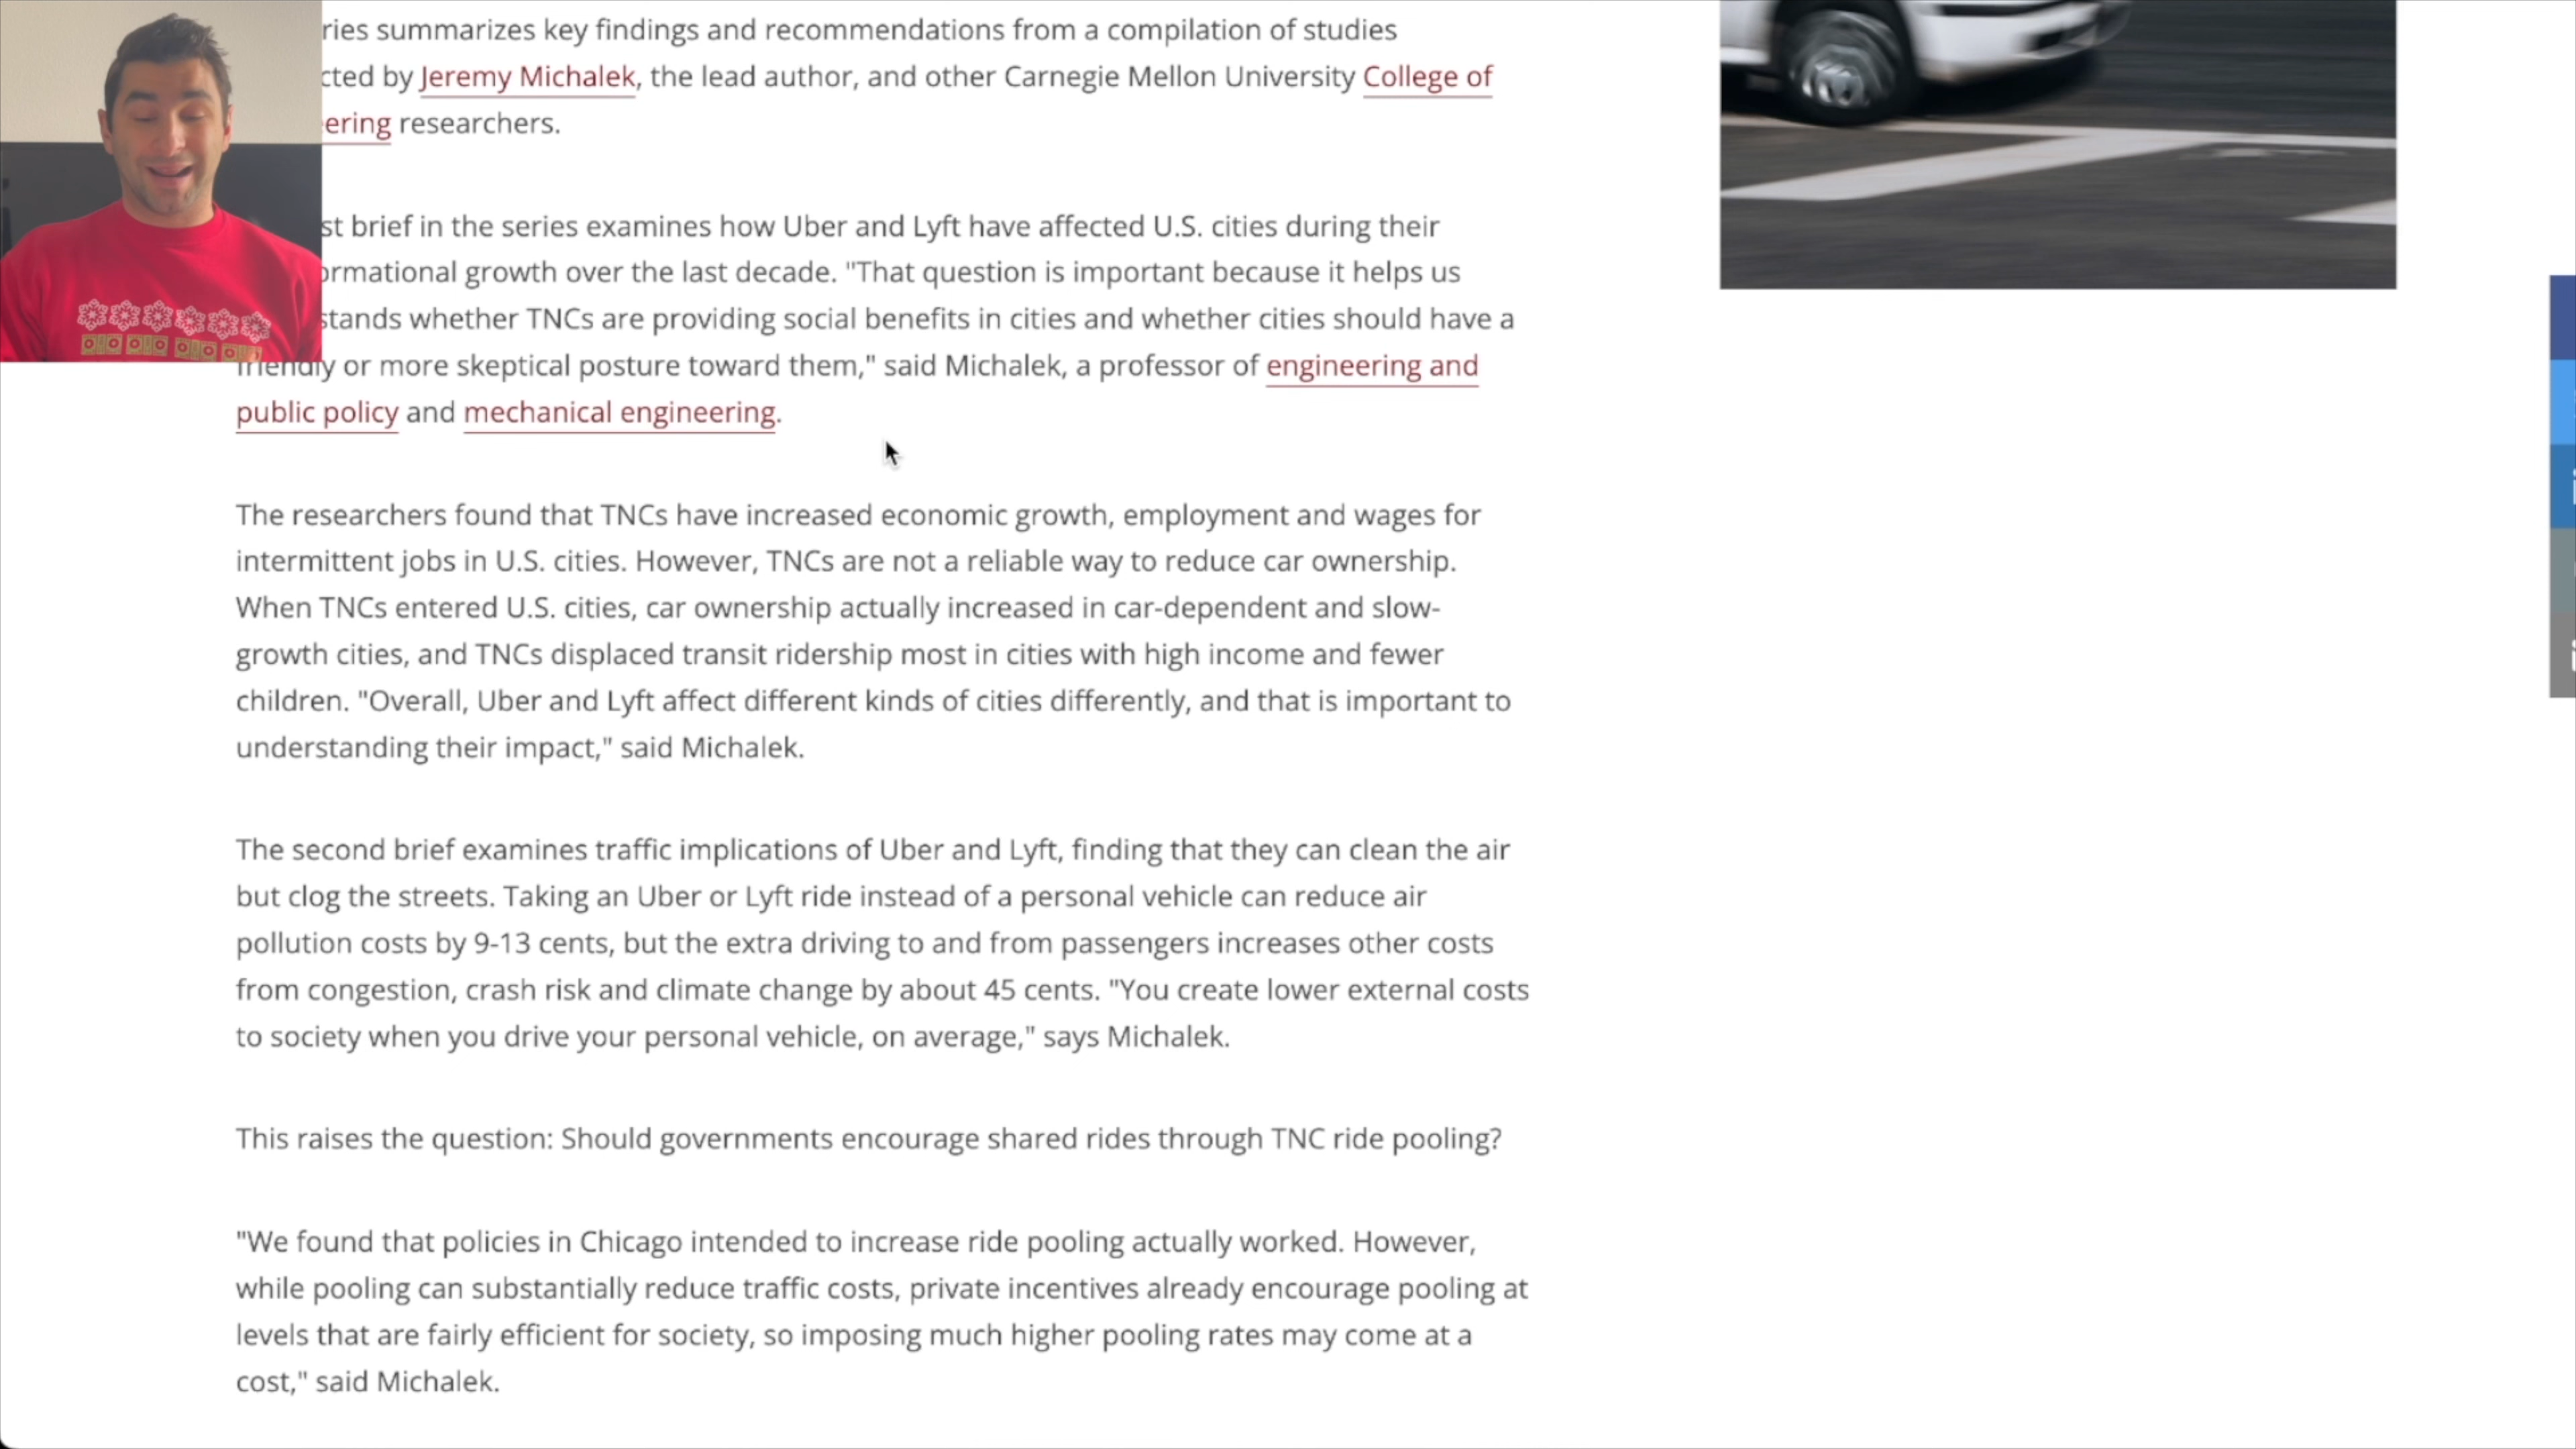 ries summarizes key findings and recommendations from a compilation of studies
cted by Jeremy Michalek, the lead author, and other Carnegie Mellon University College of
ering researchers.
st brief in the series examines how Uber and Lyft have affected U.S. cities during their
ormational growth over the last decade. "That question is important because it helps us
stands whether TNCs are providing social benefits in cities and whether cities should have a
friendly or more skeptical posture toward them," said Michalek, a professor of engineering and
public policy and mechanical engineering.
The researchers found that TNCs have increased economic growth, employment and wages for
intermittent jobs in U.S. cities. However, TNCs are not a reliable way to reduce car ownership.
When TNCs entered U.S. cities, car ownership actually increased in car-dependent and slow-
growth cities, and TNCs displaced transit ridership most in cities with high income and fewer
children. "Overall, Uber and Lyft affect different kinds of cities differently, and that is important to
understanding their impact," said Michalek.
The second brief examines traffic implications of Uber and Lyft, finding that they can clean the air
but clog the streets. Taking an Uber or Lyft ride instead of a personal vehicle can reduce air
pollution costs by 9-13 cents, but the extra driving to and from passengers increases other costs
from congestion, crash risk and climate change by about 45 cents. "You create lower external costs
to society when you drive your personal vehicle, on average," says Michalek.
This raises the question: Should governments encourage shared rides through TNC ride pooling?
"We found that policies in Chicago intended to increase ride pooling actually worked. However,
while pooling can substantially reduce traffic costs, private incentives already encourage pooling at
levels that are fairly efficient for society, so imposing much higher pooling rates may come at a
cost," said Michalek.